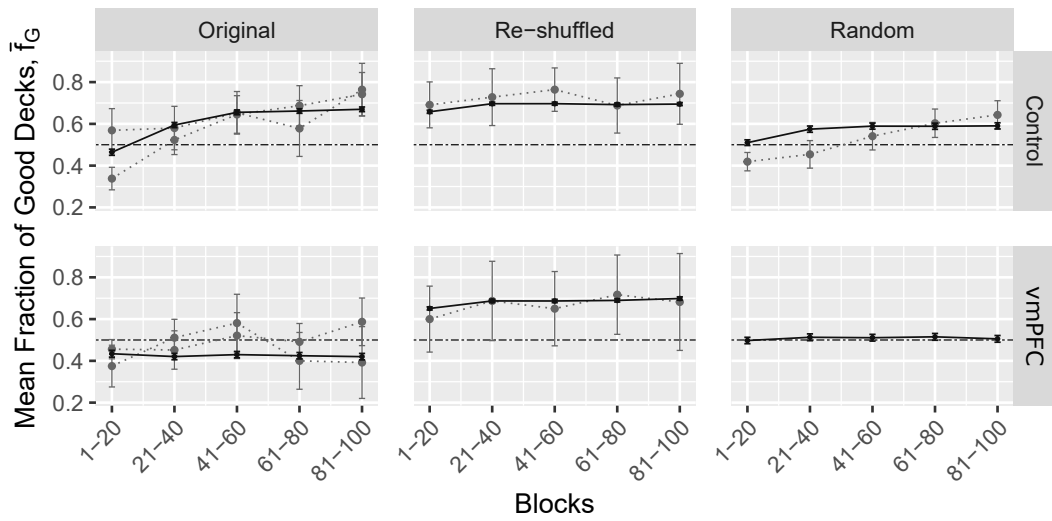 Original Re−shuffled Random
Mean Fraction of Good Decks, f̄G
0.8
0.6
0.4
0.2
Control
0.8
0.6
0.4
0.2
vmPFC
1−20 21−40 41−60 61−80 81−100 1−20 21−40 41−60 61−80 81−100 1−20 21−40 41−60 61−80 81−100
Blocks